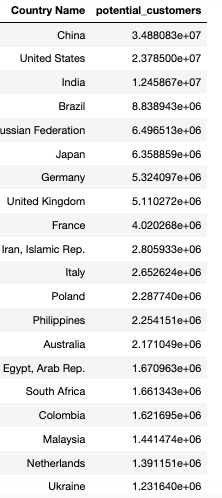 Country Name potential_customers
China 3.488083e+07
United States 2.378500e+07
India 1.245867e+07
Brazil 8.838943e+06
ussian Federation 6.496513e+06
Japan 6.358859e+06
Germany 5.324097e+06
United Kingdom 5.110272e+06
France 4.020268e+06
Iran, Islamic Rep. 2.805933e+06
Italy 2.652624e+06
Poland 2.287740e+06
Philippines 2.254151e+06
Australia 2.171049e+06
Egypt, Arab Rep. 1.670963e+06
South Africa 1.661343e+06
Colombia 1.621695e+06
Malaysia 1.441474e+06
Netherlands 1.391151e+06
Ukraine 1.231640e+06